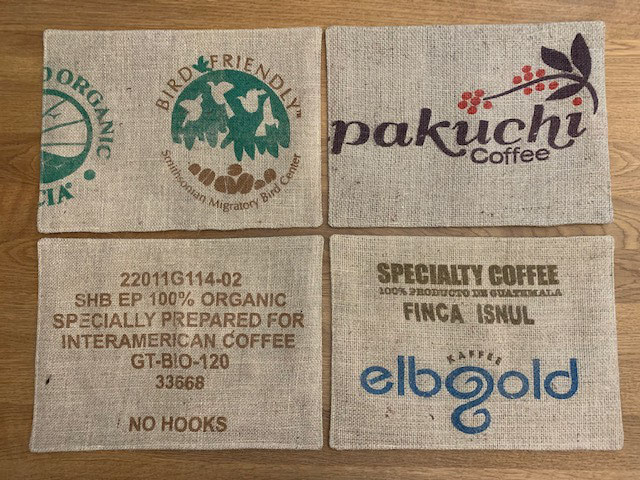 D ORGANIC
CIA
BIRD FRIENDLY™
Smithsonian Migratory Bird Center
pakuchi
Coffee
22011G114-02
SHB EP 100% ORGANIC
SPECIALLY PREPARED FOR
INTERAMERICAN COFFEE
GT-BIO-120
33668
NO HOOKS
SPECIALTY COFFEE
100% PRODUCTO DE GUATEMALA
FINCA ISNUL
KAFFEE
elbgold